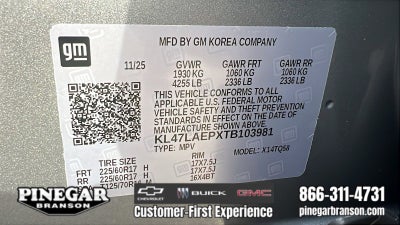 gm
MFD BY GM KOREA COMPANY
11/25 GVWR GAWR FRT GAWR RR
1930 KG 1060 KG 1060 KG
4255 LB 2336 LB 2336 LB
THIS VEHICLE CONFORMS TO ALL
APPLICABLE U.S. FEDERAL MOTOR
VEHICLE SAFETY AND THEFT PREVENTION
STANDARDS IN EFFECT ON THE DATE OF
MANUFACTURE SHOWN ABOVE.
KL47LAEPXTB103981
TYPE: MPV MODEL: X14TQ58
TIRE SIZE RIM
FRT 225/60R17 H 17X7.5J
RR 225/60R17 H 17X7.5J
T125/70R16 M 16X4BT
PINEGAR
BRANSON
CHEVROLET BUICK GMC
Customer-First Experience
866-311-4731
pinegarbranson.com